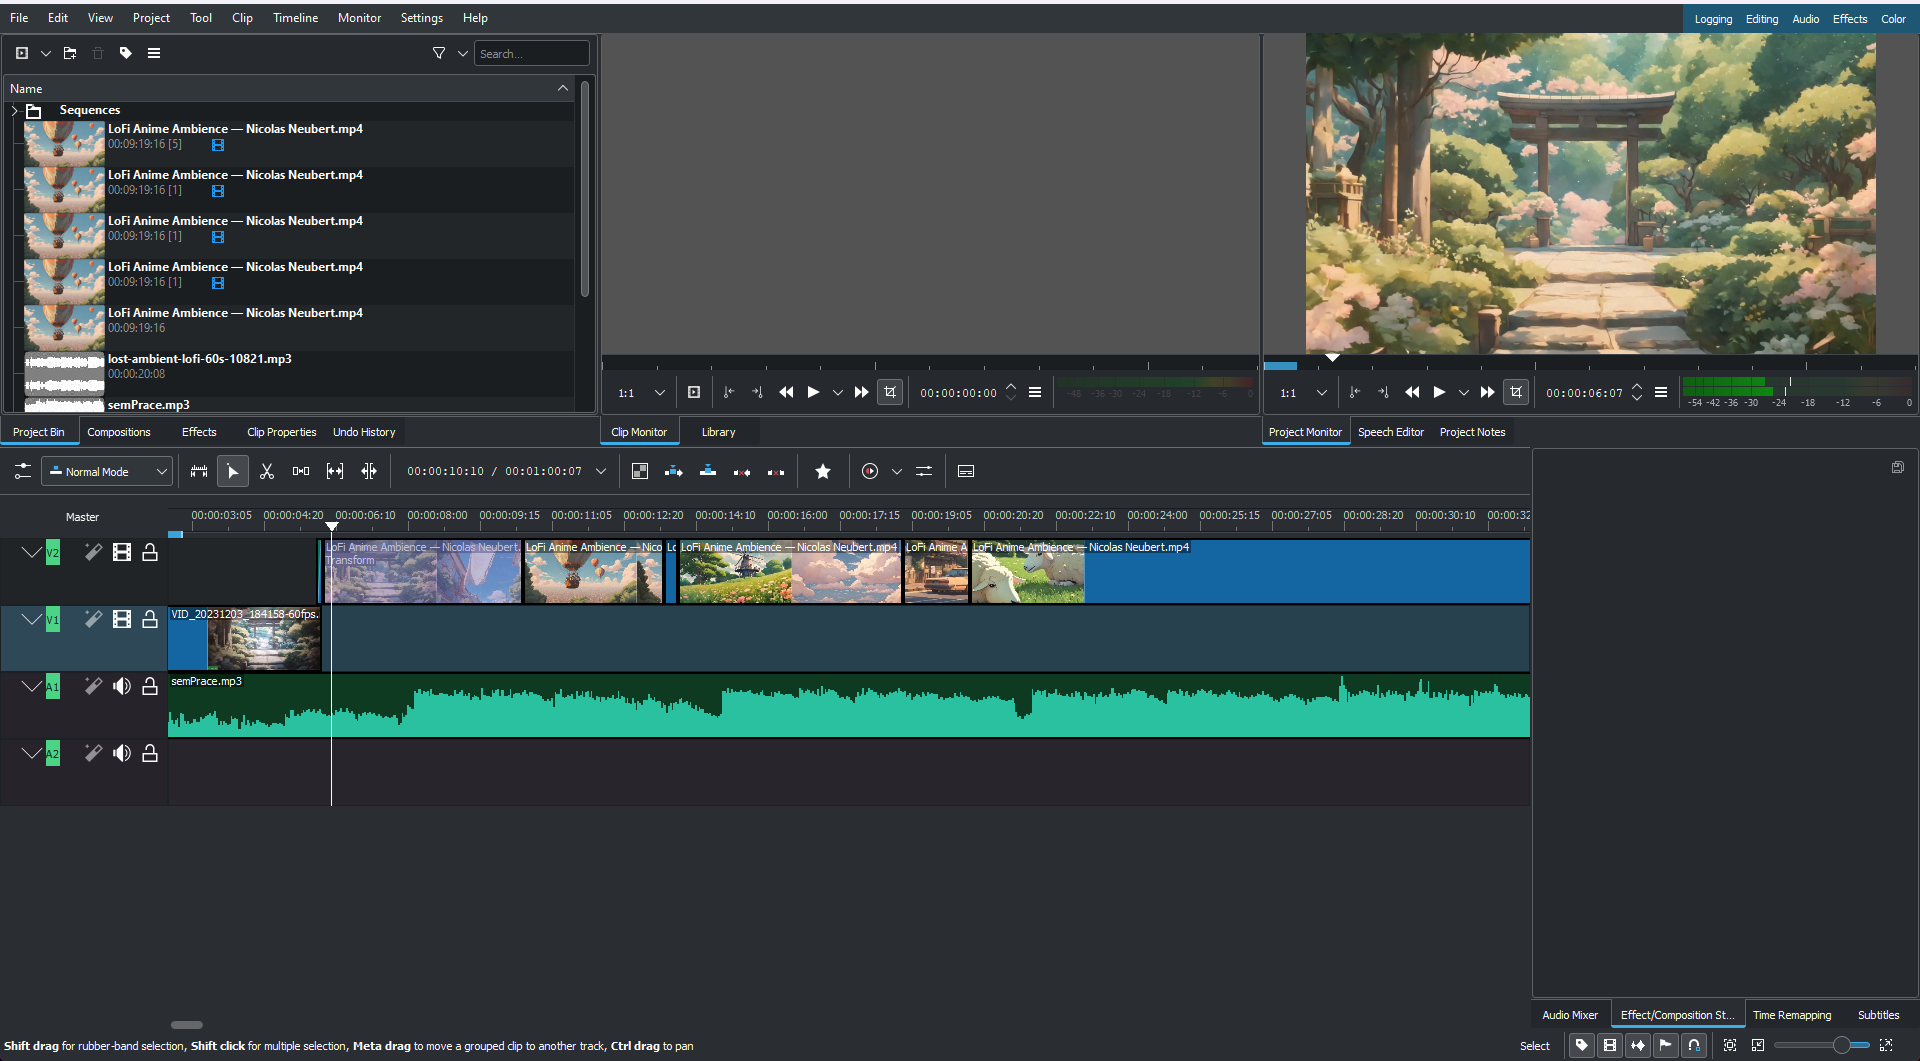 File Edit View Project Tool Clip Timeline Monitor Settings Help
Logging Editing Audio Effects Color
Search...
Name
Sequences
LoFi Anime Ambience — Nicolas Neubert.mp4
00:09:19:16 [5]
LoFi Anime Ambience — Nicolas Neubert.mp4
00:09:19:16 [1]
LoFi Anime Ambience — Nicolas Neubert.mp4
00:09:19:16 [1]
LoFi Anime Ambience — Nicolas Neubert.mp4
00:09:19:16 [1]
LoFi Anime Ambience — Nicolas Neubert.mp4
00:09:19:16
lost-ambient-lofi-60s-10821.mp3
00:00:20:08
semPrace.mp3
1:1 00:00:00:00 -48 -36 -30 -24 -18 -12 -6 0
1:1 00:00:06:07 -54 -42 -36 -30 -24 -18 -12 -6 0
Project Bin Compositions Effects Clip Properties Undo History
Clip Monitor Library
Project Monitor Speech Editor Project Notes
Normal Mode 00:00:10:10 / 00:01:00:07
Master
00:00:03:05 00:00:04:20 00:00:06:10 00:00:08:00 00:00:09:15 00:00:11:05 00:00:12:20 00:00:14:10 00:00:16:00 00:00:17:15 00:00:19:05 00:00:20:20 00:00:22:10 00:00:24:00 00:00:25:15 00:00:27:05 00:00:28:20 00:00:30:10 00:00:32
V2
LoFi Anime Ambience — Nicolas Neubert. LoFi Anime Ambience — Nico Lo LoFi Anime Ambience — Nicolas Neubert.mp4 LoFi Anime A LoFi Anime Ambience — Nicolas Neubert.mp4
Transform
V1
VID_20231203_184158-60fps.
A1
semPrace.mp3
A2
Audio Mixer Effect/Composition St... Time Remapping Subtitles
Shift drag for rubber-band selection, Shift click for multiple selection, Meta drag to move a grouped clip to another track, Ctrl drag to pan
Select